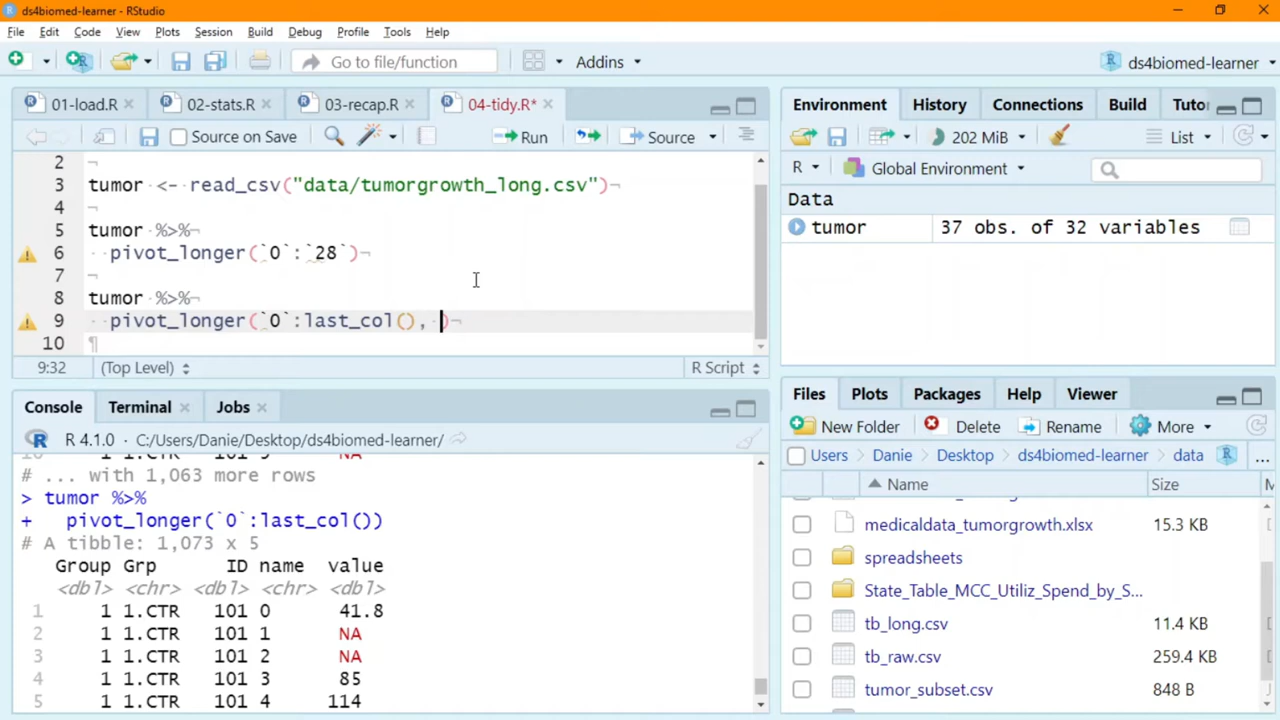 ds4biomed-learner - RStudio
File Edit Code View Plots Session Build Debug Profile Tools Help
Go to file/function Addins ds4biomed-learner
01-load.R 02-stats.R 03-recap.R 04-tidy.R*
Source on Save Run Source
2
3 tumor <- read_csv("data/tumorgrowth_long.csv")
4
5 tumor %>%
6 pivot_longer(`0`:`28`)
7
8 tumor %>%
9 pivot_longer(`0`:last_col(), )
10
9:32 (Top Level) R Script
Console Terminal Jobs
R 4.1.0 · C:/Users/Danie/Desktop/ds4biomed-learner/
# ... with 1,063 more rows
> tumor %>%
+ pivot_longer(`0`:last_col())
# A tibble: 1,073 x 5
Group Grp ID name value
<dbl> <chr> <dbl> <chr> <dbl>
1 1 1.CTR 101 0 41.8
2 1 1.CTR 101 1 NA
3 1 1.CTR 101 2 NA
4 1 1.CTR 101 3 85
5 1 1.CTR 101 4 114
Environment History Connections Build Tutor
202 MiB List
R Global Environment
Data
tumor 37 obs. of 32 variables
Files Plots Packages Help Viewer
New Folder Delete Rename More
Users Danie Desktop ds4biomed-learner data ...
Name Size M
medicaldata_tumorgrowth.xlsx 15.3 KB
spreadsheets
State_Table_MCC_Utiliz_Spend_by_S...
tb_long.csv 11.4 KB
tb_raw.csv 259.4 KB
tumor_subset.csv 848 B